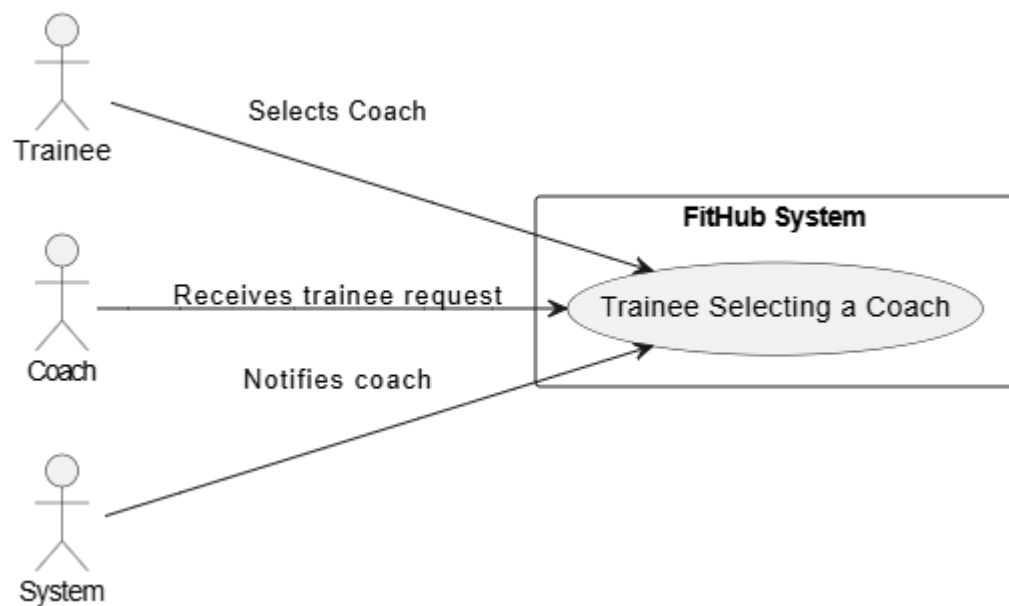 Selects Coach
Trainee
FitHub System
Receives trainee request
Trainee Selecting a Coach
Coach
Notifies coach
System